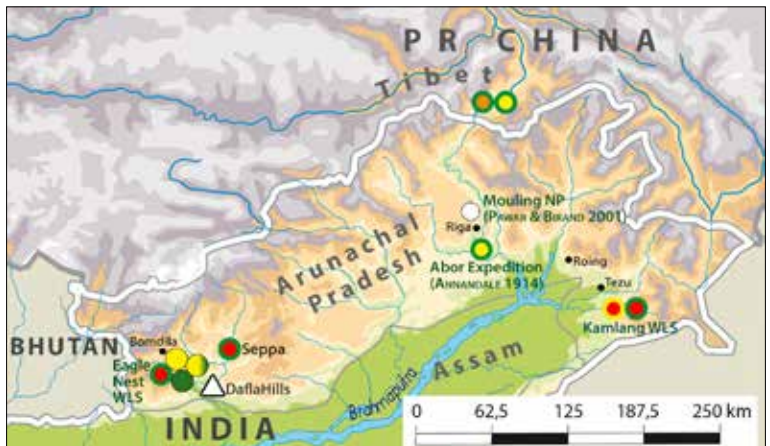 PR CHINA
Tibet
Mouling NP
(Pawar & Birand 2001)
Riga
Arunachal
Pradesh
Abor Expedition
(Annandale 1914)
Roing
Tezu
Kamlang WLS
BHUTAN
Bomdilla
Seppa
Eagle
Nest
WLS
DaflaHills
Assam
Brahmaputra
INDIA
0 62,5 125 187,5 250 km